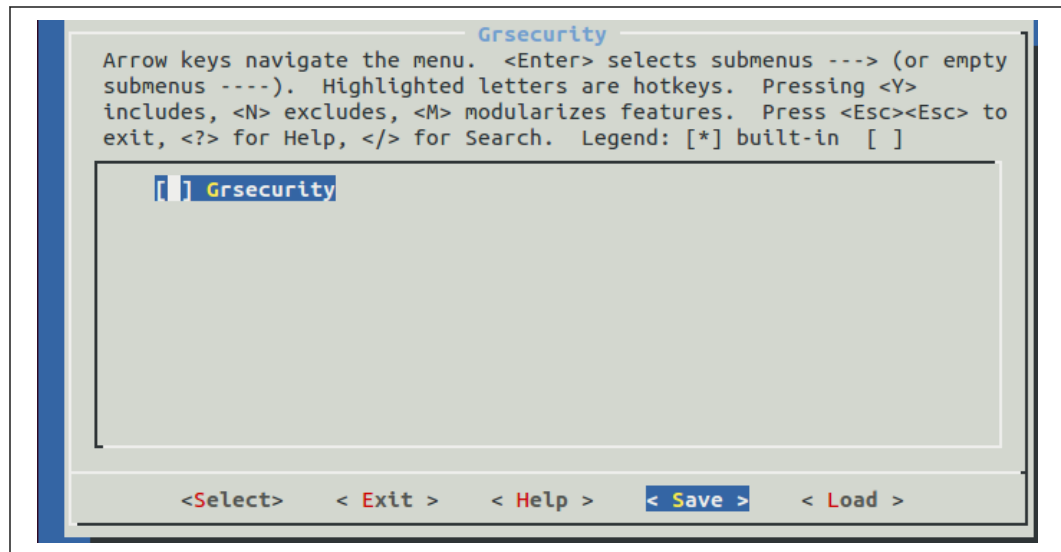 Grsecurity
Arrow keys navigate the menu.  <Enter> selects submenus ---> (or empty
submenus ----).  Highlighted letters are hotkeys.  Pressing <Y>
includes, <N> excludes, <M> modularizes features.  Press <Esc><Esc> to
exit, <?> for Help, </> for Search.  Legend: [*] built-in  [ ]
[ ] Grsecurity
<Select>    < Exit >    < Help >    < Save >    < Load >